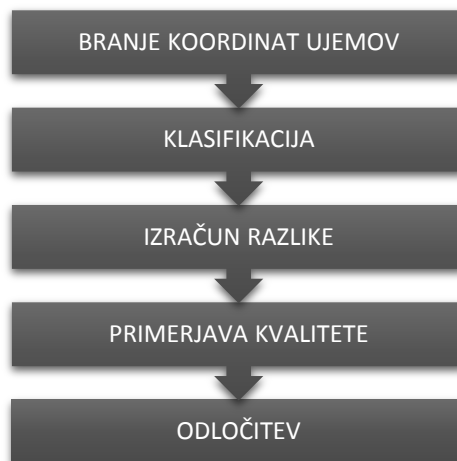 BRANJE KOORDINAT UJEMOV
KLASIFIKACIJA
IZRAČUN RAZLIKE
PRIMERJAVA KVALITETE
ODLOČITEV